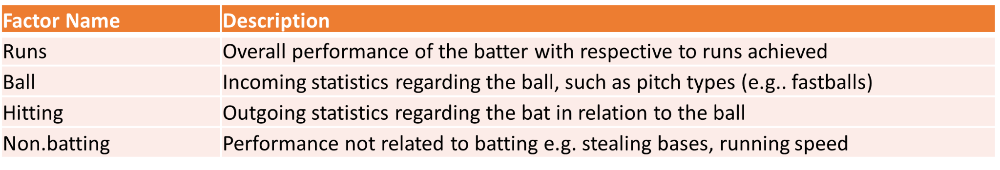 Factor Name Description
Runs Overall performance of the batter with respective to runs achieved
Ball Incoming statistics regarding the ball, such as pitch types (e.g.. fastballs)
Hitting Outgoing statistics regarding the bat in relation to the ball
Non.batting Performance not related to batting e.g. stealing bases, running speed